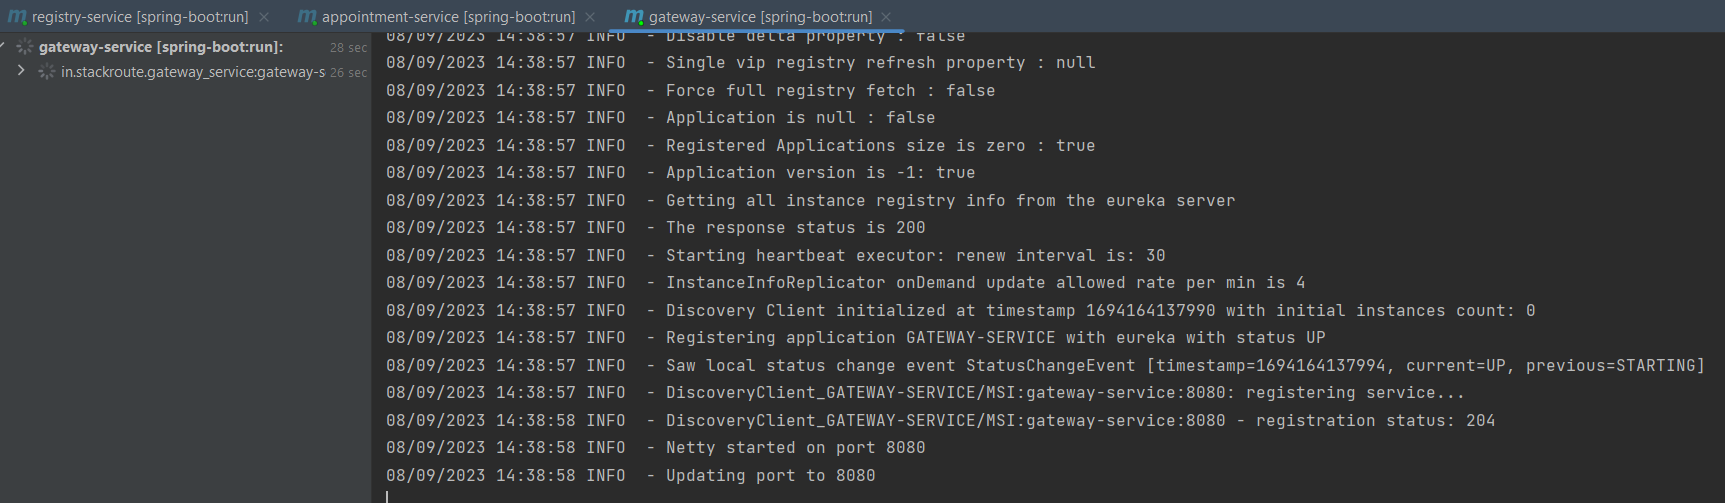 registry-service [spring-boot:run]
appointment-service [spring-boot:run]
gateway-service [spring-boot:run]
gateway-service [spring-boot:run]: 28 sec
in.stackroute.gateway_service:gateway-s 26 sec
08/09/2023 14:38:57 INFO  - Disable delta property : false
08/09/2023 14:38:57 INFO  - Single vip registry refresh property : null
08/09/2023 14:38:57 INFO  - Force full registry fetch : false
08/09/2023 14:38:57 INFO  - Application is null : false
08/09/2023 14:38:57 INFO  - Registered Applications size is zero : true
08/09/2023 14:38:57 INFO  - Application version is -1: true
08/09/2023 14:38:57 INFO  - Getting all instance registry info from the eureka server
08/09/2023 14:38:57 INFO  - The response status is 200
08/09/2023 14:38:57 INFO  - Starting heartbeat executor: renew interval is: 30
08/09/2023 14:38:57 INFO  - InstanceInfoReplicator onDemand update allowed rate per min is 4
08/09/2023 14:38:57 INFO  - Discovery Client initialized at timestamp 1694164137990 with initial instances count: 0
08/09/2023 14:38:57 INFO  - Registering application GATEWAY-SERVICE with eureka with status UP
08/09/2023 14:38:57 INFO  - Saw local status change event StatusChangeEvent [timestamp=1694164137994, current=UP, previous=STARTING]
08/09/2023 14:38:57 INFO  - DiscoveryClient_GATEWAY-SERVICE/MSI:gateway-service:8080: registering service...
08/09/2023 14:38:58 INFO  - DiscoveryClient_GATEWAY-SERVICE/MSI:gateway-service:8080 - registration status: 204
08/09/2023 14:38:58 INFO  - Netty started on port 8080
08/09/2023 14:38:58 INFO  - Updating port to 8080